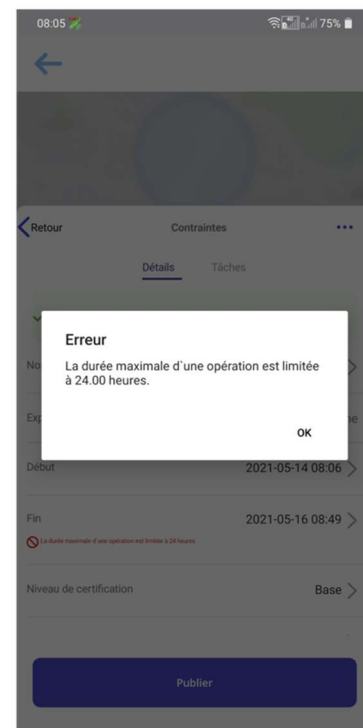 08:05 75%
Retour Contraintes
Détails Tâches
Erreur
La durée maximale d`une opération est limitée
à 24.00 heures.
OK
Début 2021-05-14 08:06
Fin 2021-05-16 08:49
La durée maximale d'une opération est limitée à 24 heures
Niveau de certification Base
Publier